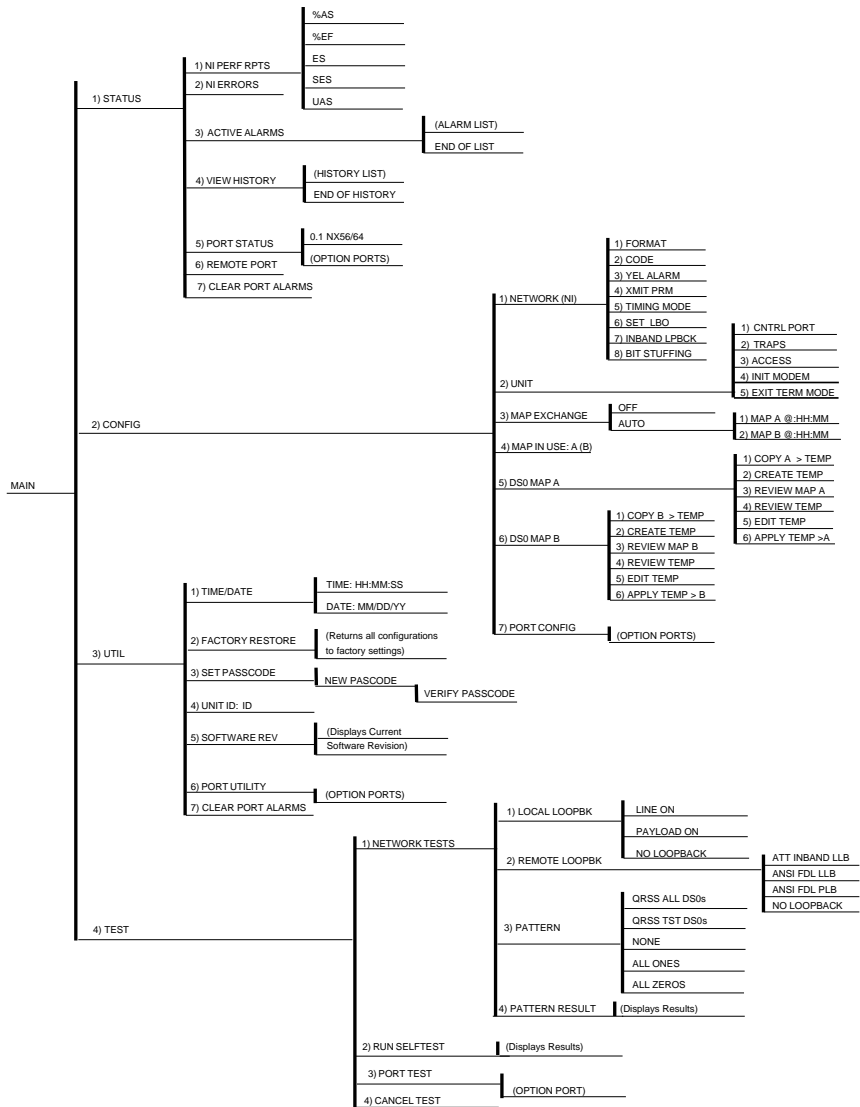 MAIN
1) STATUS
1) NI PERF RPTS
%AS
%EF
ES
SES
UAS
2) NI ERRORS
3) ACTIVE ALARMS
(ALARM LIST)
END OF LIST
4) VIEW HISTORY
(HISTORY LIST)
END OF HISTORY
5) PORT STATUS
0.1 NX56/64
(OPTION PORTS)
6) REMOTE PORT
7) CLEAR PORT ALARMS
2) CONFIG
1) NETWORK (NI)
1) FORMAT
2) CODE
3) YEL ALARM
4) XMIT PRM
5) TIMING MODE
6) SET LBO
7) INBAND LPBCK
8) BIT STUFFING
2) UNIT
1) CNTRL PORT
2) TRAPS
3) ACCESS
4) INIT MODEM
5) EXIT TERM MODE
3) MAP EXCHANGE
OFF
AUTO
1) MAP A @:HH:MM
2) MAP B @:HH:MM
4) MAP IN USE: A (B)
5) DS0 MAP A
1) COPY A > TEMP
2) CREATE TEMP
3) REVIEW MAP A
4) REVIEW TEMP
5) EDIT TEMP
6) APPLY TEMP >A
6) DS0 MAP B
1) COPY B > TEMP
2) CREATE TEMP
3) REVIEW MAP B
4) REVIEW TEMP
5) EDIT TEMP
6) APPLY TEMP > B
7) PORT CONFIG
(OPTION PORTS)
3) UTIL
1) TIME/DATE
TIME: HH:MM:SS
DATE: MM/DD/YY
2) FACTORY RESTORE
(Returns all configurations
to factory settings)
3) SET PASSCODE
NEW PASCODE
VERIFY PASSCODE
4) UNIT ID: ID
5) SOFTWARE REV
(Displays Current
Software Revision)
6) PORT UTILITY
(OPTION PORTS)
7) CLEAR PORT ALARMS
4) TEST
1) NETWORK TESTS
1) LOCAL LOOPBK
LINE ON
PAYLOAD ON
NO LOOPBACK
2) REMOTE LOOPBK
ATT INBAND LLB
ANSI FDL LLB
ANSI FDL PLB
NO LOOPBACK
3) PATTERN
QRSS ALL DS0s
QRSS TST DS0s
NONE
ALL ONES
ALL ZEROS
4) PATTERN RESULT
(Displays Results)
2) RUN SELFTEST
(Displays Results)
3) PORT TEST
(OPTION PORT)
4) CANCEL TEST